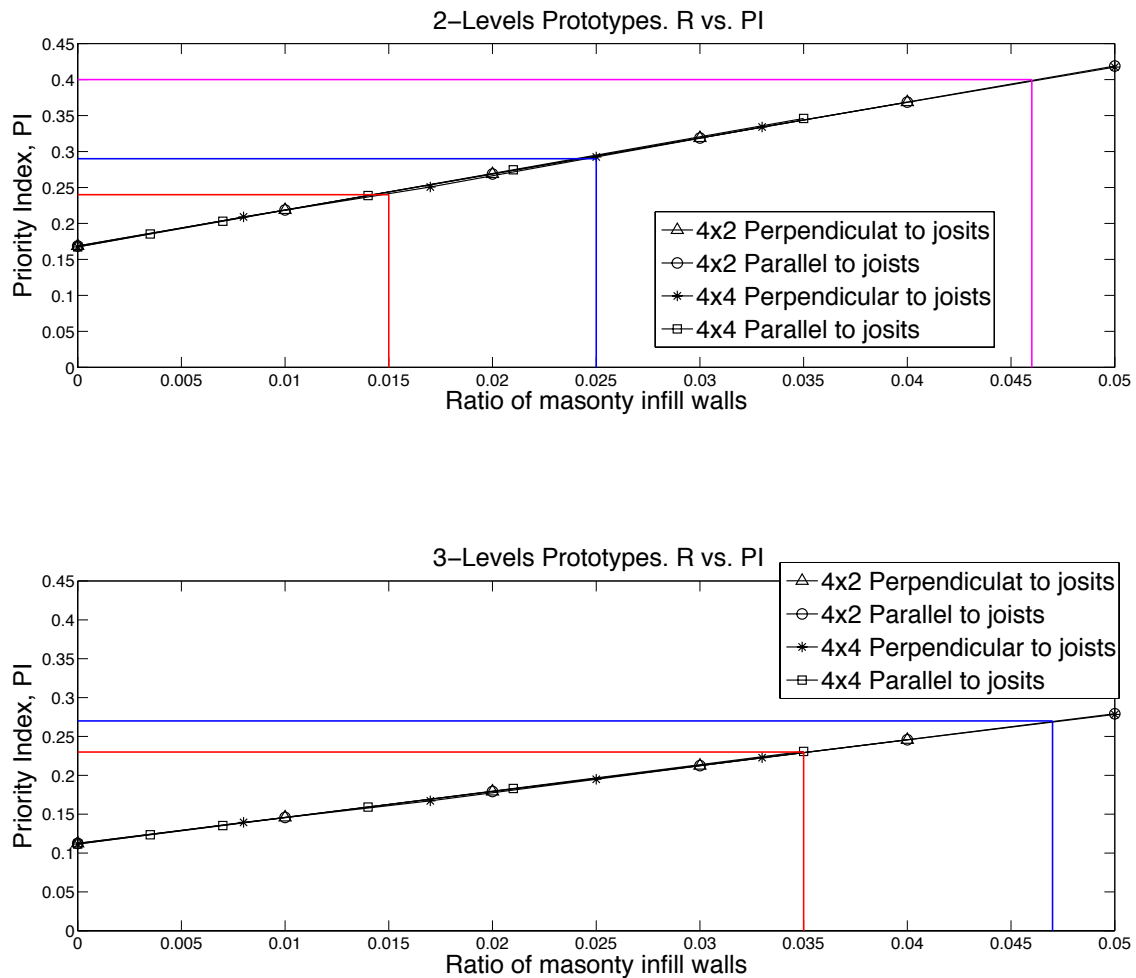 2−Levels Prototypes. R vs. PI
0.45
0.4
0.35
0.3
0.25
0.2
0.15
0.1
0.05
0
Priority Index, PI
4x2 Perpendiculat to josits
4x2 Parallel to joists
4x4 Perpendicular to joists
4x4 Parallel to josits
0 0.005 0.01 0.015 0.02 0.025 0.03 0.035 0.04 0.045 0.05
Ratio of masonty infill walls
3−Levels Prototypes. R vs. PI
0.45
0.4
0.35
0.3
0.25
0.2
0.15
0.1
0.05
0
Priority Index, PI
4x2 Perpendiculat to josits
4x2 Parallel to joists
4x4 Perpendicular to joists
4x4 Parallel to josits
0 0.005 0.01 0.015 0.02 0.025 0.03 0.035 0.04 0.045 0.05
Ratio of masonty infill walls